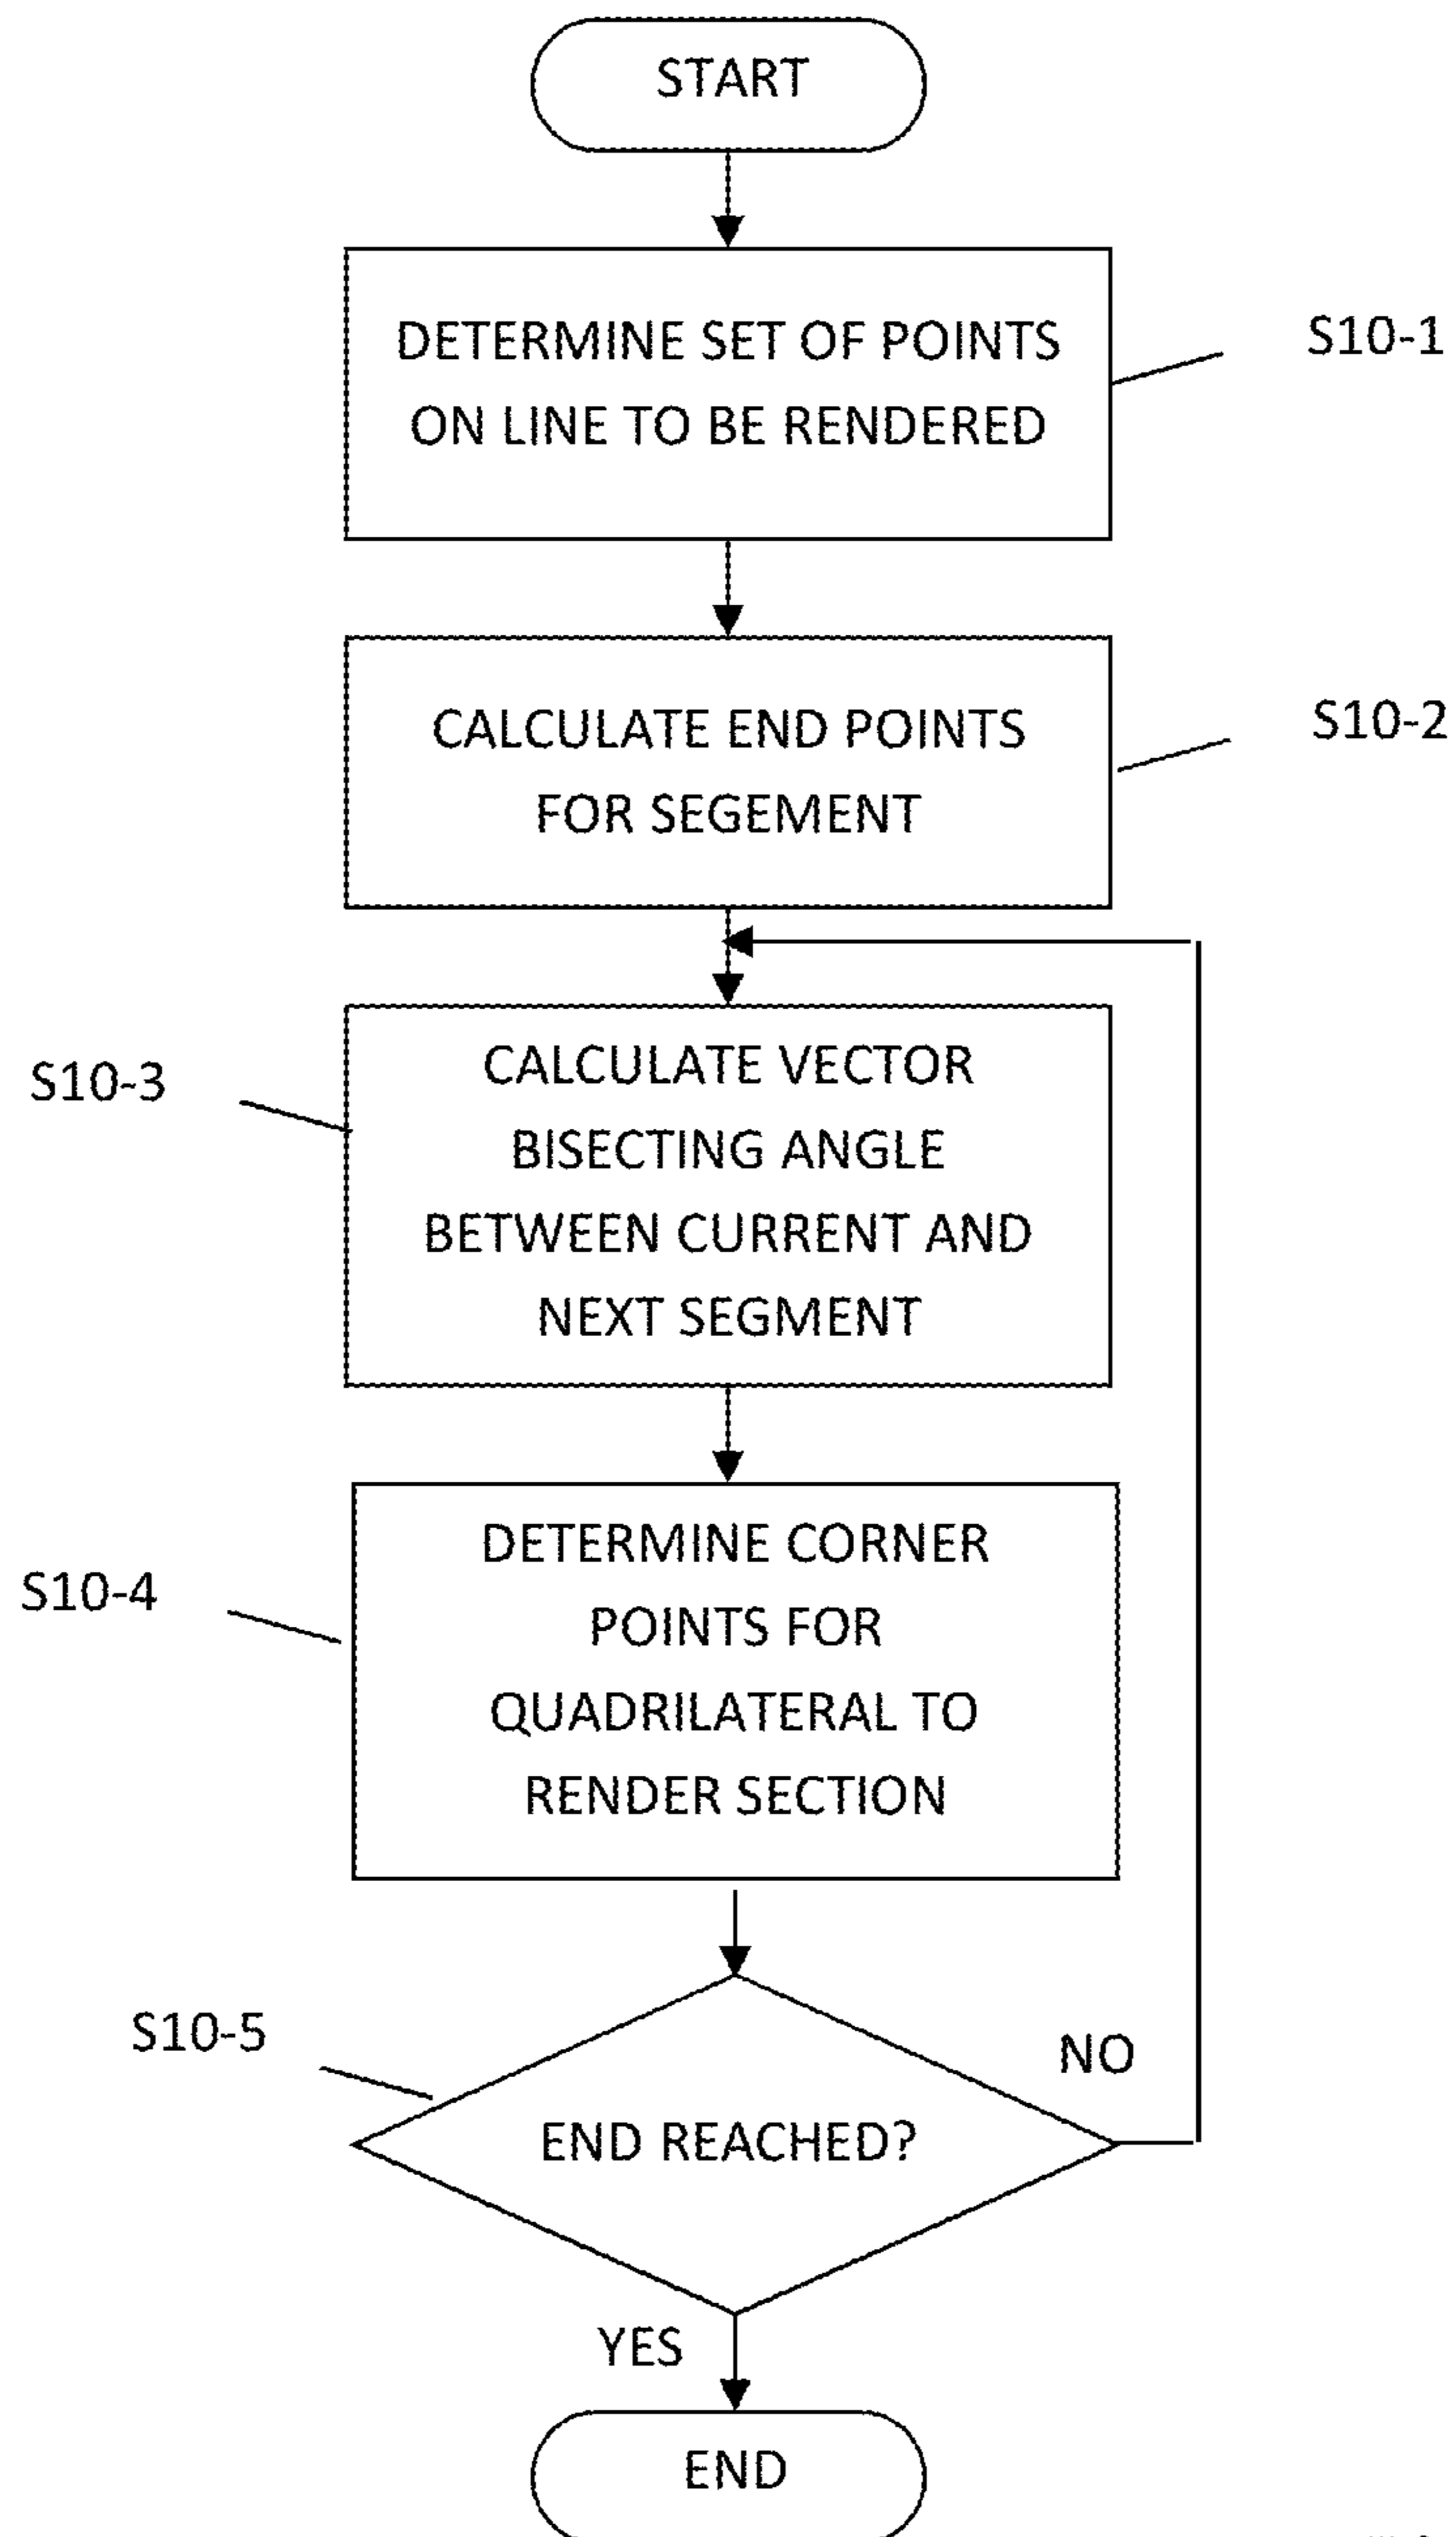 START
DETERMINE SET OF POINTS
ON LINE TO BE RENDERED
S10-1
CALCULATE END POINTS
FOR SEGEMENT
S10-2
S10-3
CALCULATE VECTOR
BISECTING ANGLE
BETWEEN CURRENT AND
NEXT SEGMENT
S10-4
DETERMINE CORNER
POINTS FOR
QUADRILATERAL TO
RENDER SECTION
S10-5
NO
END REACHED?
YES
END